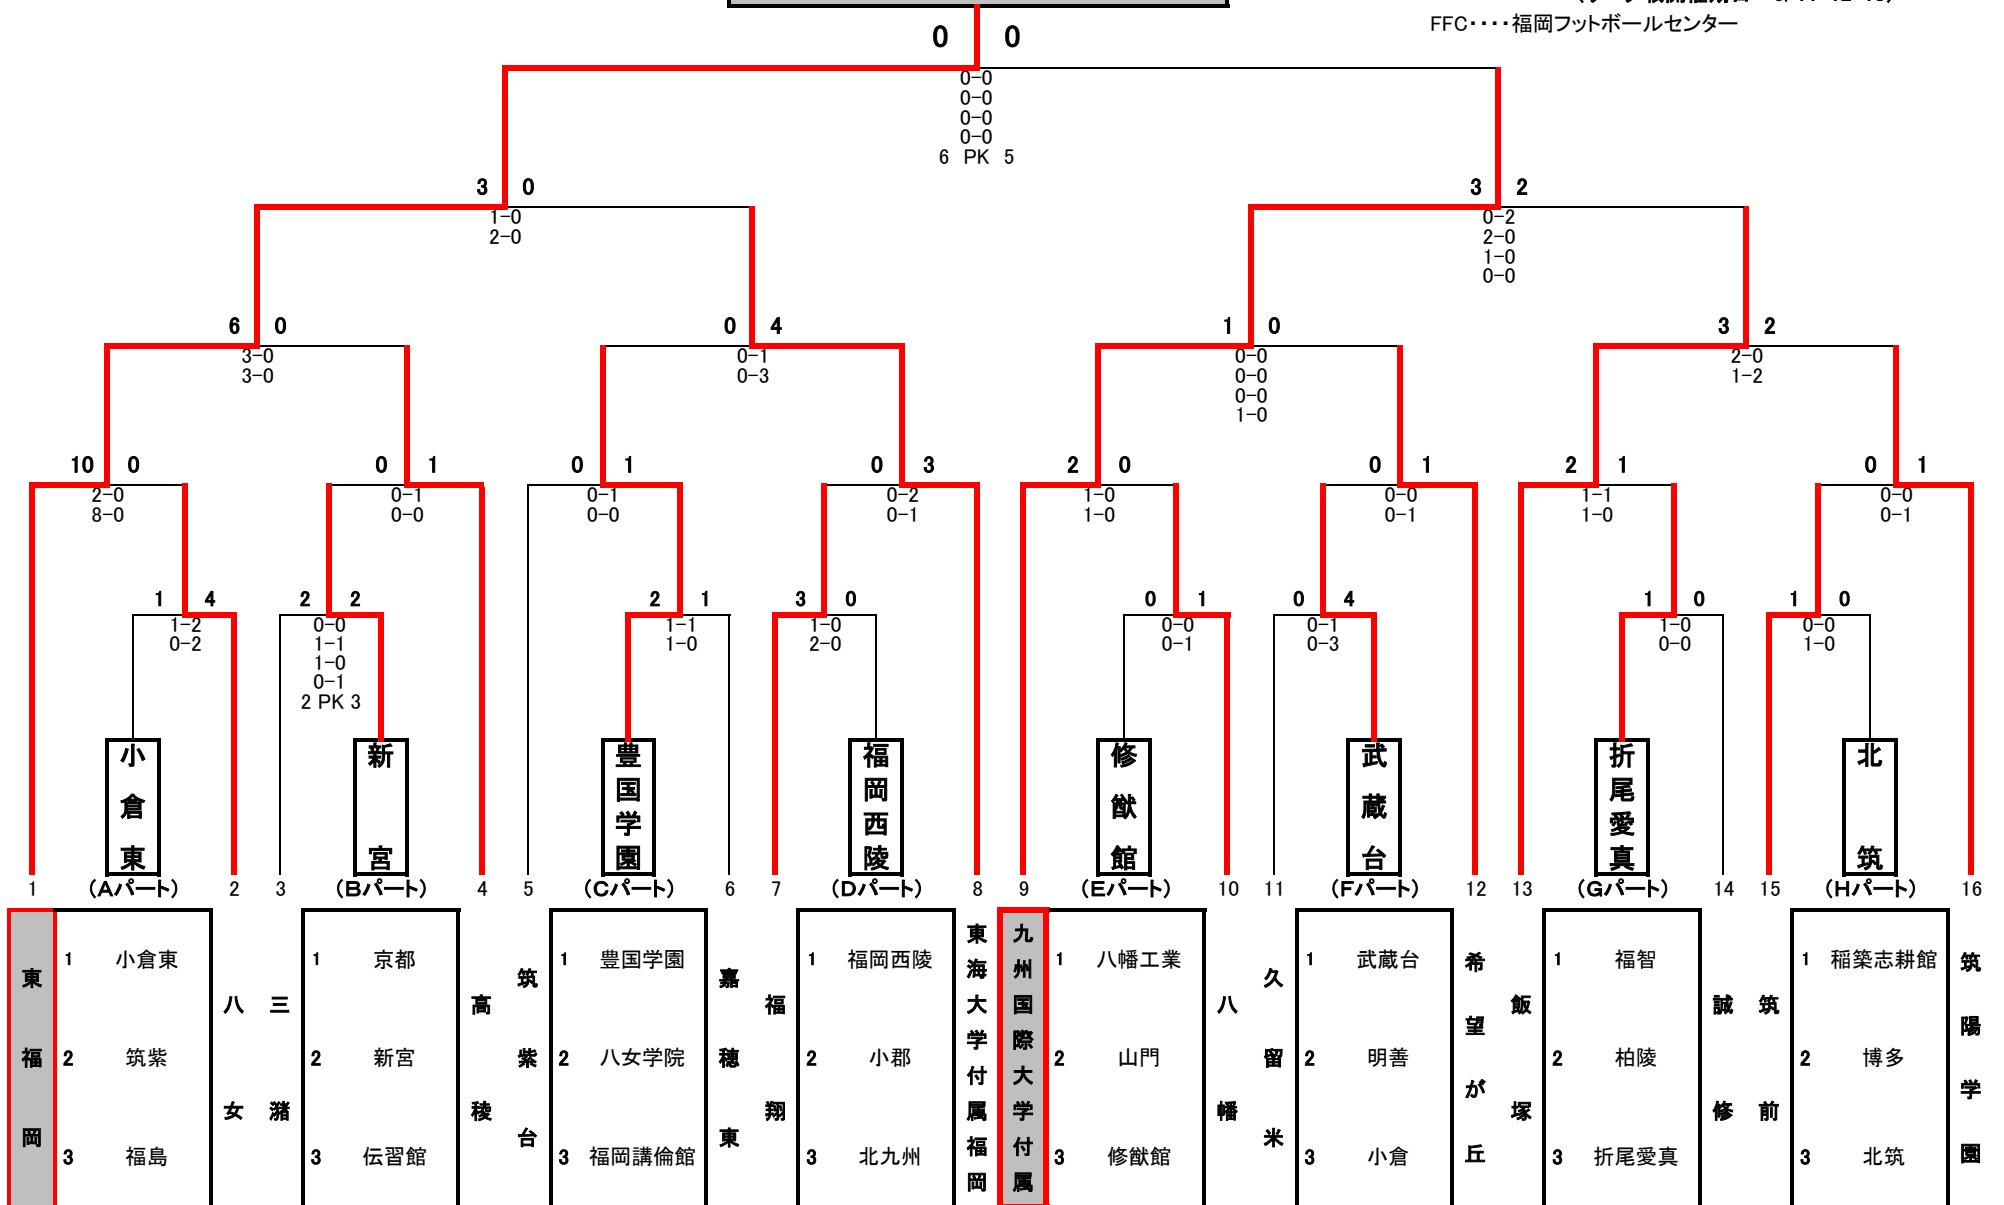 FFC････福岡フットボールセンター
0 0
0-0
0-0
0-0
0-0
6 PK 5
3 0
1-0
2-0
3 2
0-2
2-0
1-0
0-0
6 0
3-0
3-0
0 4
0-1
0-3
1 0
0-0
0-0
0-0
1-0
3 2
2-0
1-2
10 0
2-0
8-0
0 1
0-1
0-0
0 1
0-1
0-0
0 3
0-2
0-1
2 0
1-0
1-0
0 1
0-0
0-1
2 1
1-1
1-0
0 1
0-0
0-1
1 4
1-2
0-2
2 2
0-0
1-1
1-0
0-1
2 PK 3
2 1
1-1
1-0
3 0
1-0
2-0
0 1
0-0
0-1
0 4
0-1
0-3
1 0
1-0
0-0
1 0
0-0
1-0
小倉東
新宮
豊国学園
福岡西陵
修猷館
武蔵台
折尾愛真
北筑
1 (Aパート) 2 3 (Bパート) 4 5 (Cパート) 6 7 (Dパート) 8 9 (Eパート) 10 11 (Fパート) 12 13 (Gパート) 14 15 (Hパート) 16
東福岡
1 小倉東
2 筑紫
3 福島
八女
三潴
1 京都
2 新宮
3 伝習館
高稜
筑紫台
1 豊国学園
2 八女学院
3 福岡講倫館
嘉穂東
福翔
1 福岡西陵
2 小郡
3 北九州
東海大学付属福岡
九州国際大学付属
1 八幡工業
2 山門
3 修猷館
八幡
久留米
1 武蔵台
2 明善
3 小倉
希望が丘
飯塚
1 福智
2 柏陵
3 折尾愛真
誠修
筑前
1 稲築志耕館
2 博多
3 北筑
筑陽学園